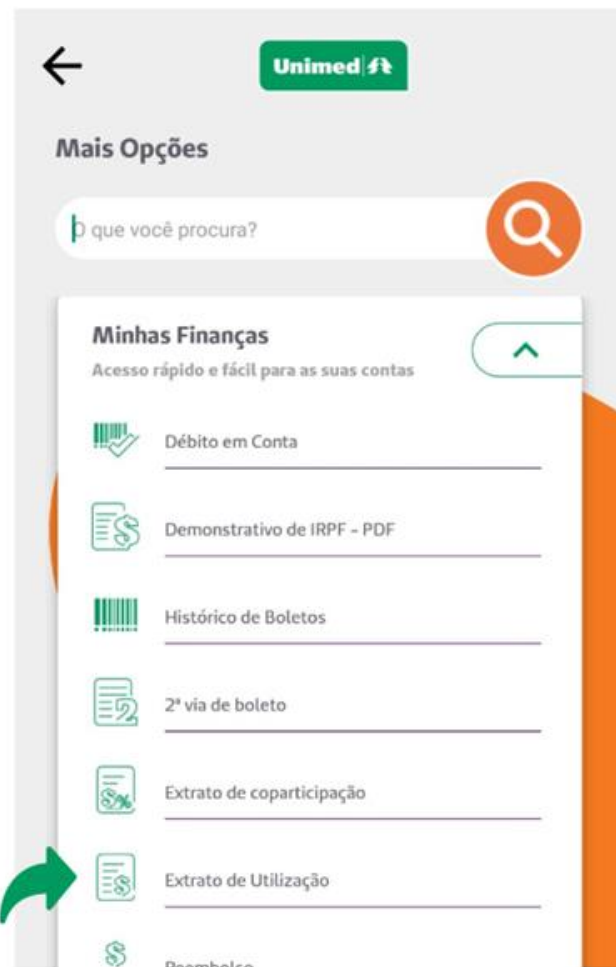 Unimed
Mais Opções
O que você procura?
Minhas Finanças
Acesso rápido e fácil para as suas contas
Débito em Conta
Demonstrativo de IRPF - PDF
Histórico de Boletos
2ª via de boleto
Extrato de coparticipação
Extrato de Utilização